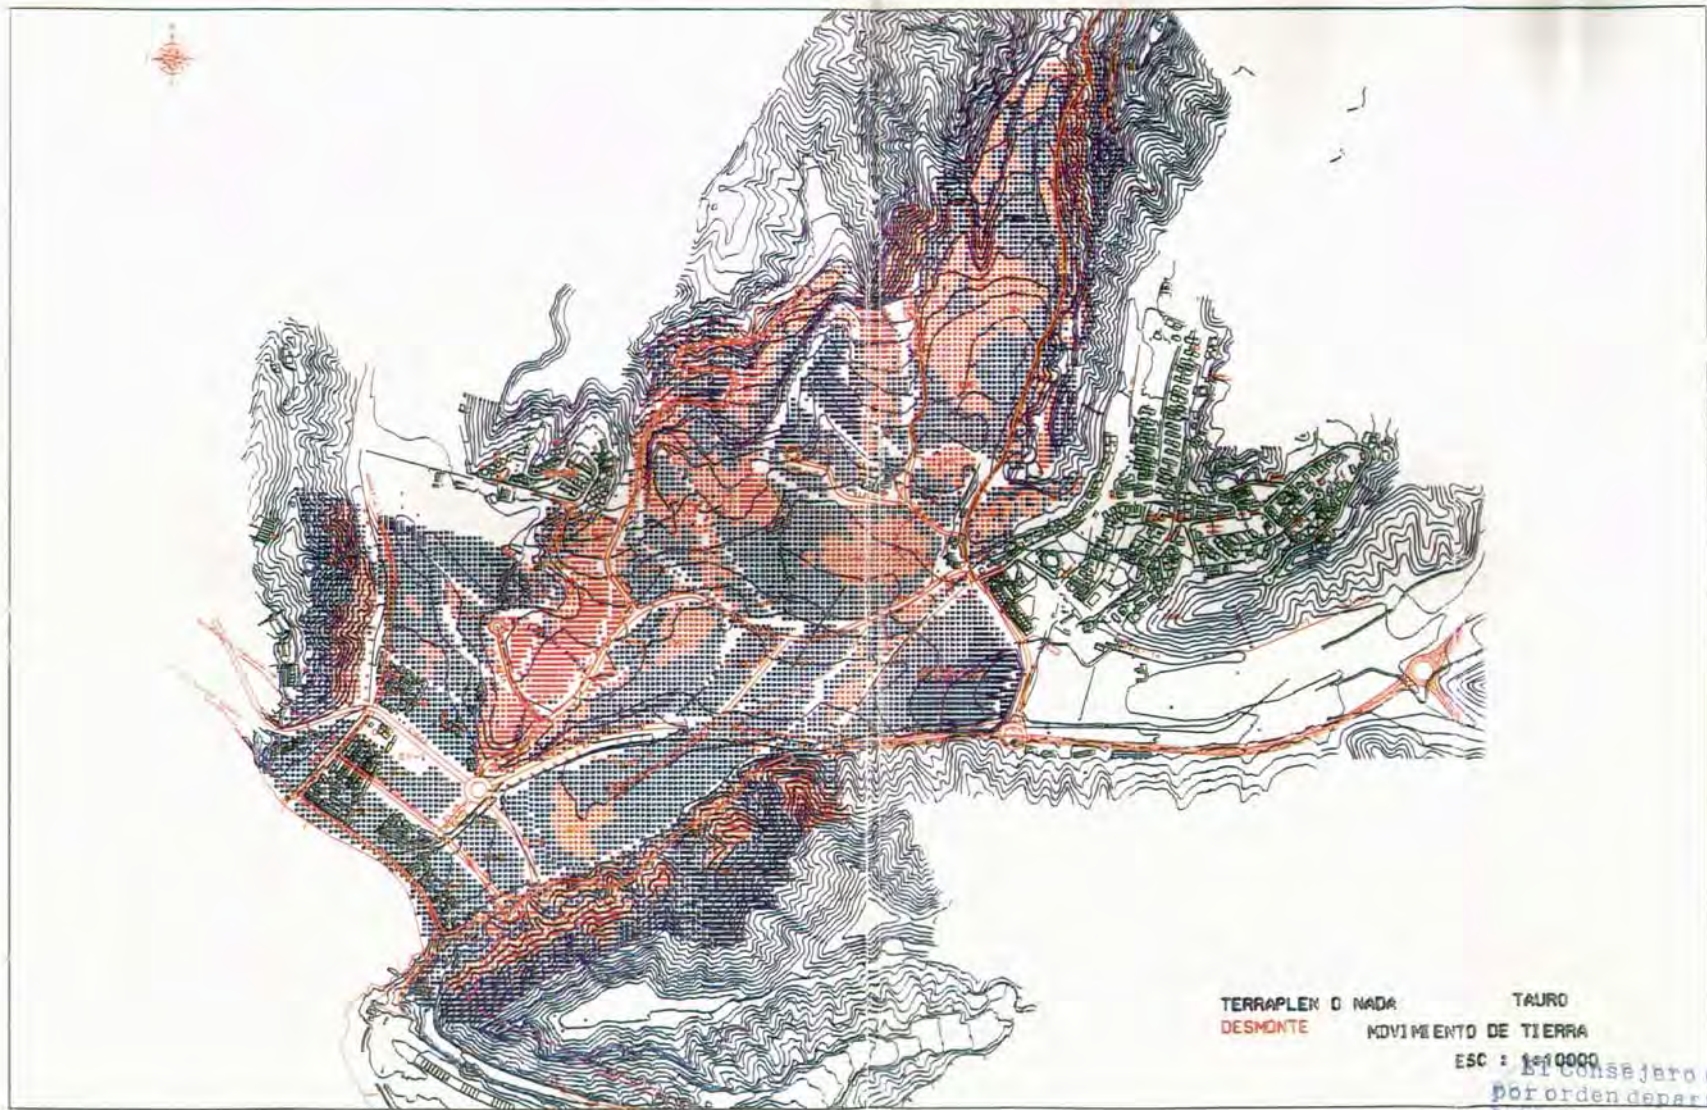 TERRAPLEN O NADA
DESMONTE
TAURO
MOVIMIENTO DE TIERRA
ESC : 1=10000
El Consejero
por orden depar